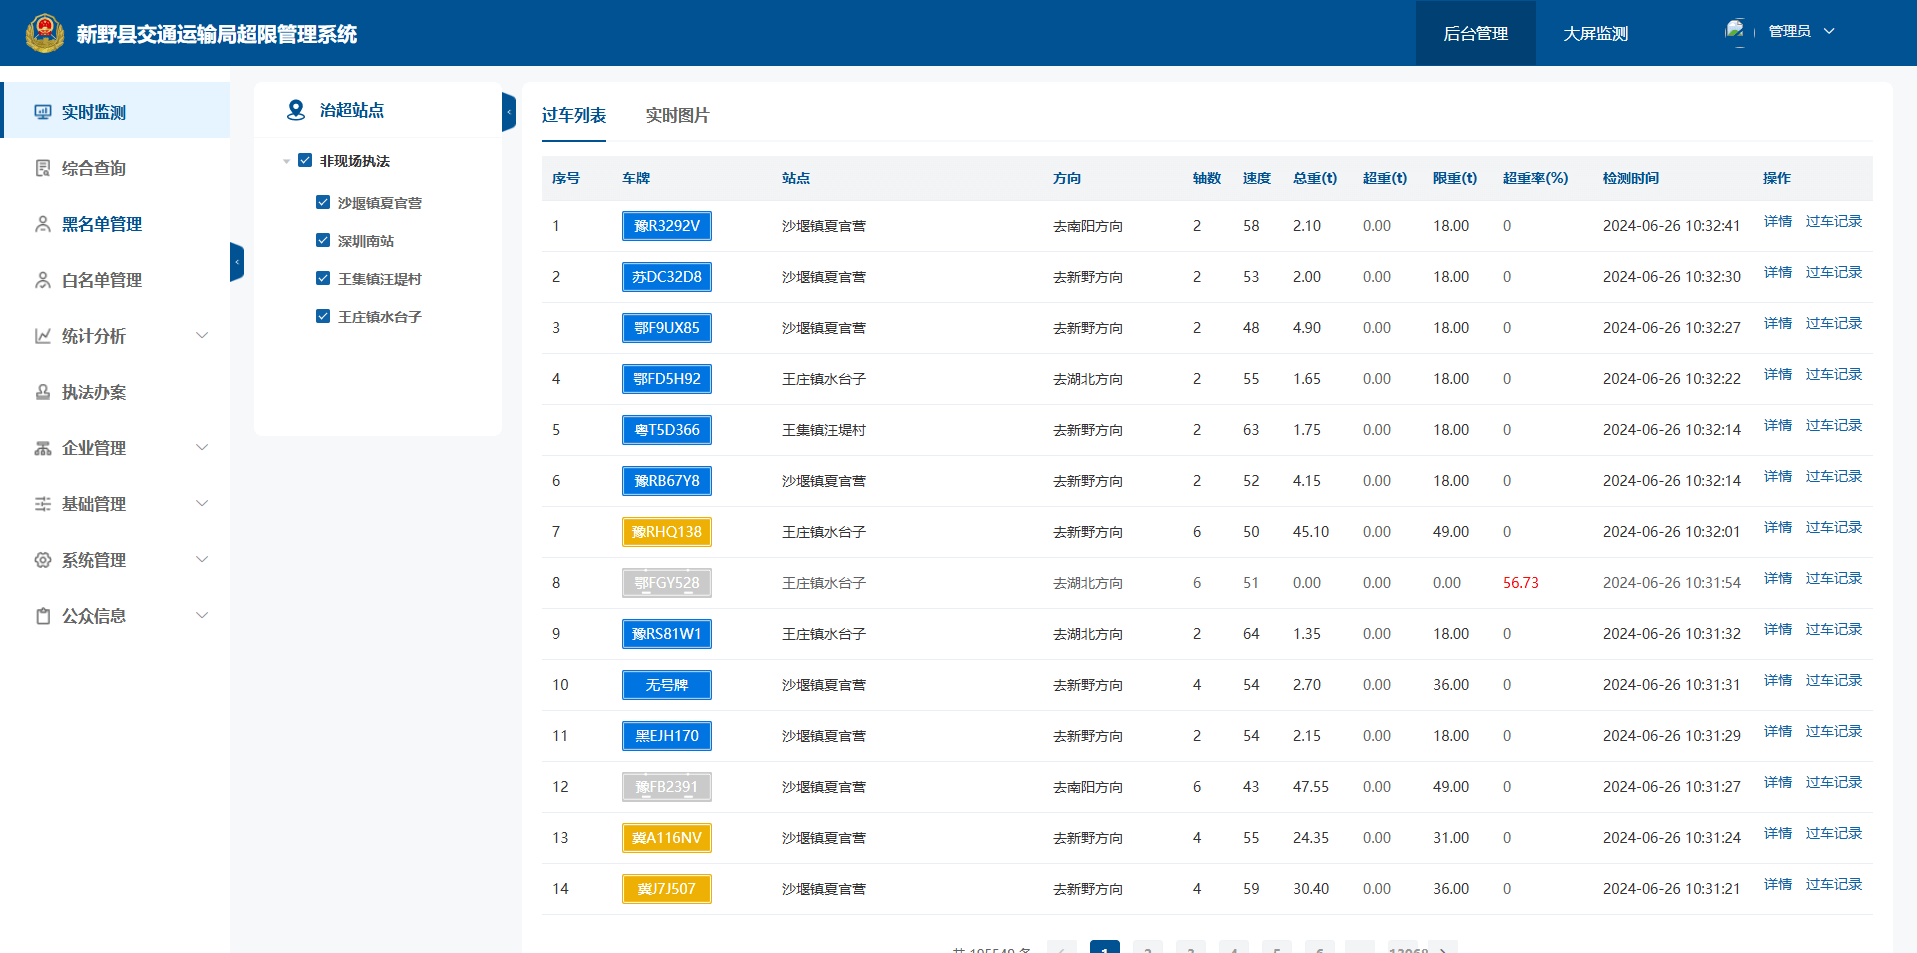 新野县交通运输局超限管理系统
后台管理 大屏监测 管理员
实时监测
综合查询
黑名单管理
白名单管理
统计分析
执法办案
企业管理
基础管理
系统管理
公众信息
治超站点
非现场执法
沙堰镇夏官营
深圳南站
王集镇汪堤村
王庄镇水台子
过车列表 实时图片
序号 车牌 站点 方向 轴数 速度 总重(t) 超重(t) 限重(t) 超重率(%) 检测时间 操作
1 豫R3292V 沙堰镇夏官营 去南阳方向 2 58 2.10 0.00 18.00 0 2024-06-26 10:32:41 详情 过车记录
2 苏DC32D8 沙堰镇夏官营 去新野方向 2 53 2.00 0.00 18.00 0 2024-06-26 10:32:30 详情 过车记录
3 鄂F9UX85 沙堰镇夏官营 去新野方向 2 48 4.90 0.00 18.00 0 2024-06-26 10:32:27 详情 过车记录
4 鄂FD5H92 王庄镇水台子 去湖北方向 2 55 1.65 0.00 18.00 0 2024-06-26 10:32:22 详情 过车记录
5 粤T5D366 王集镇汪堤村 去新野方向 2 63 1.75 0.00 18.00 0 2024-06-26 10:32:14 详情 过车记录
6 豫RB67Y8 沙堰镇夏官营 去新野方向 2 52 4.15 0.00 18.00 0 2024-06-26 10:32:14 详情 过车记录
7 豫RHQ138 王庄镇水台子 去新野方向 6 50 45.10 0.00 49.00 0 2024-06-26 10:32:01 详情 过车记录
8 鄂FGY528 王庄镇水台子 去湖北方向 6 51 0.00 0.00 0.00 56.73 2024-06-26 10:31:54 详情 过车记录
9 豫RS81W1 王庄镇水台子 去湖北方向 2 64 1.35 0.00 18.00 0 2024-06-26 10:31:32 详情 过车记录
10 无号牌 沙堰镇夏官营 去新野方向 4 54 2.70 0.00 36.00 0 2024-06-26 10:31:31 详情 过车记录
11 黑EJH170 沙堰镇夏官营 去新野方向 2 54 2.15 0.00 18.00 0 2024-06-26 10:31:29 详情 过车记录
12 豫FB2391 沙堰镇夏官营 去南阳方向 6 43 47.55 0.00 49.00 0 2024-06-26 10:31:27 详情 过车记录
13 冀A116NV 沙堰镇夏官营 去新野方向 4 55 24.35 0.00 31.00 0 2024-06-26 10:31:24 详情 过车记录
14 冀J7J507 沙堰镇夏官营 去新野方向 4 59 30.40 0.00 36.00 0 2024-06-26 10:31:21 详情 过车记录
1 2 3 4 5 6